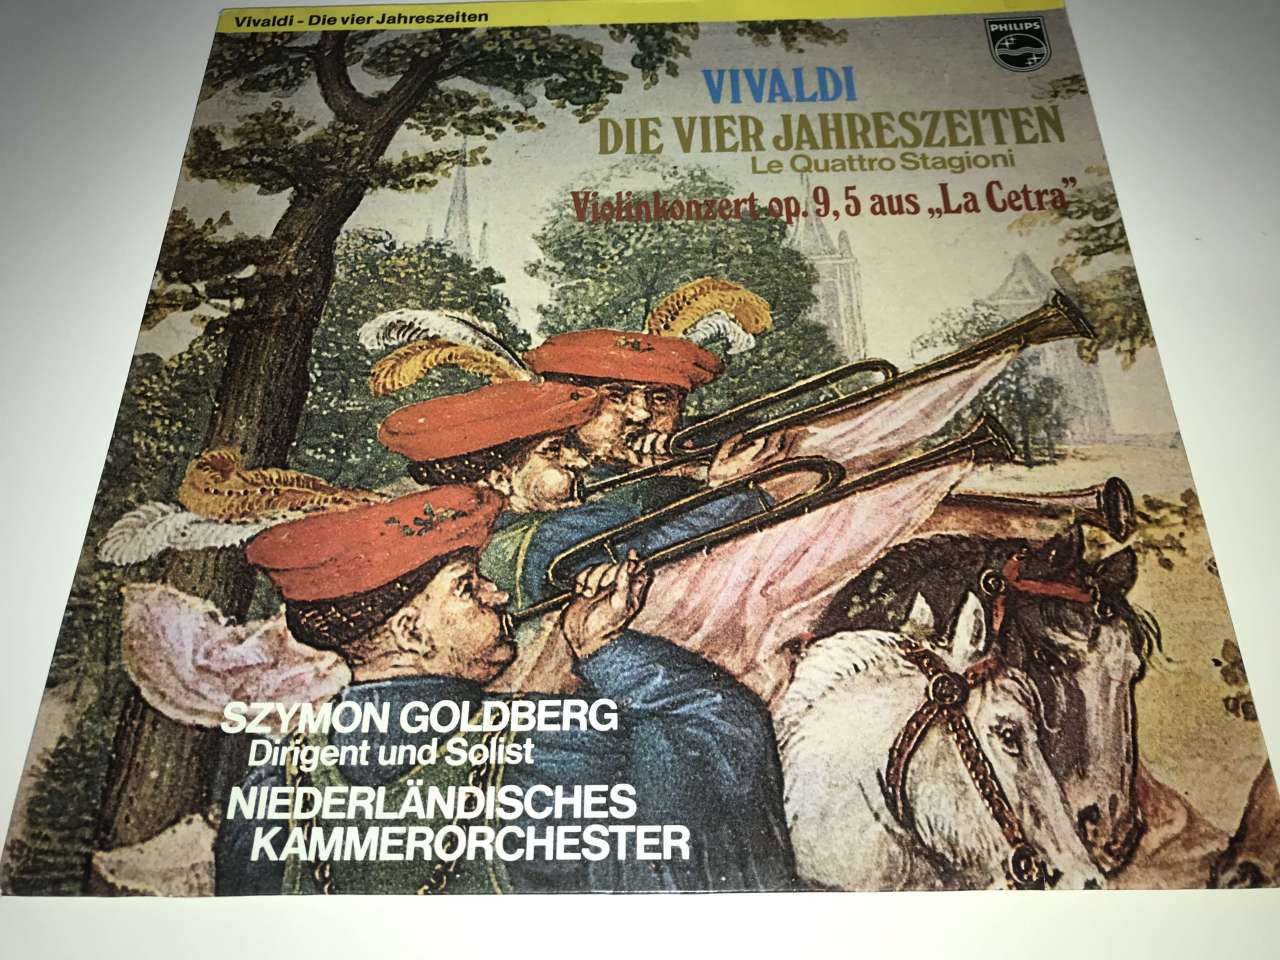 Vivaldi - Die vier Jahreszeiten
PHILIPS
VIVALDI
DIE VIER JAHRESZEITEN
Le Quattro Stagioni
Violinkonzert op. 9, 5 aus „La Cetra”
SZYMON GOLDBERG
Dirigent und Solist
NIEDERLÄNDISCHES
KAMMERORCHESTER